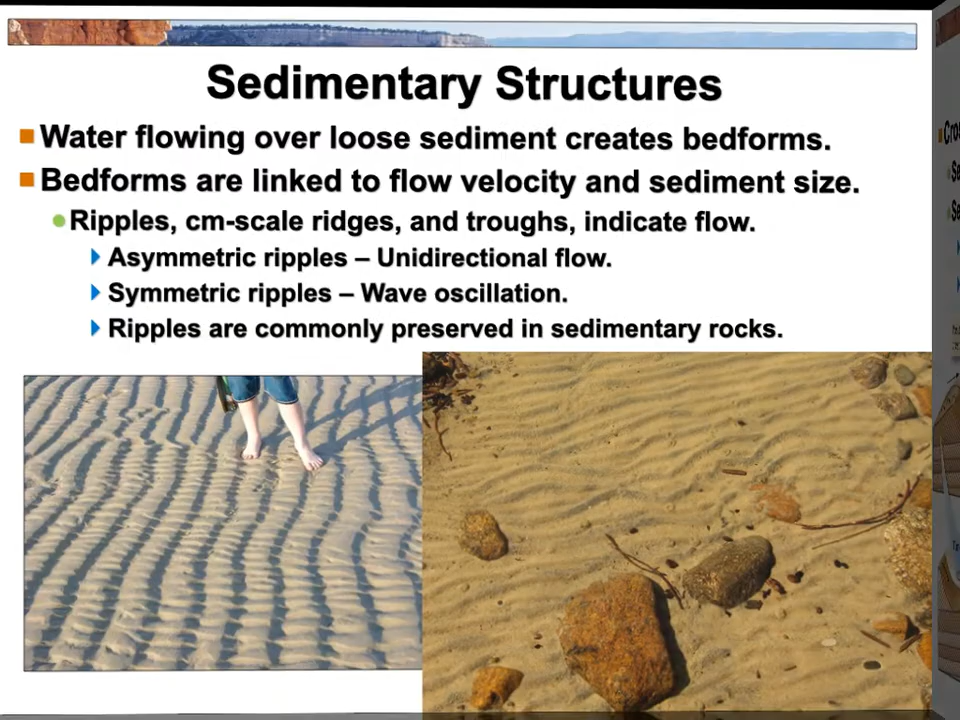 Sedimentary Structures
Water flowing over loose sediment creates bedforms.
Bedforms are linked to flow velocity and sediment size.
Ripples, cm-scale ridges, and troughs, indicate flow.
Asymmetric ripples – Unidirectional flow.
Symmetric ripples – Wave oscillation.
Ripples are commonly preserved in sedimentary rocks.